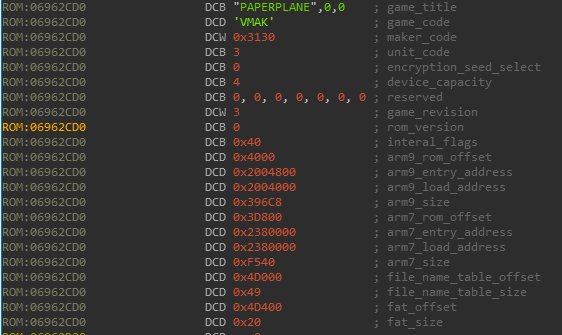 ROM:06962CD0 DCB "PAPERPLANE",0,0 ; game_title
ROM:06962CD0 DCD 'VMAK' ; game_code
ROM:06962CD0 DCW 0x3130 ; maker_code
ROM:06962CD0 DCB 3 ; unit_code
ROM:06962CD0 DCB 0 ; encryption_seed_select
ROM:06962CD0 DCB 4 ; device_capacity
ROM:06962CD0 DCB 0, 0, 0, 0, 0, 0, 0 ; reserved
ROM:06962CD0 DCW 3 ; game_revision
ROM:06962CD0 DCB 0 ; rom_version
ROM:06962CD0 DCB 0x40 ; interal_flags
ROM:06962CD0 DCD 0x4000 ; arm9_rom_offset
ROM:06962CD0 DCD 0x2004800 ; arm9_entry_address
ROM:06962CD0 DCD 0x2004000 ; arm9_load_address
ROM:06962CD0 DCD 0x396C8 ; arm9_size
ROM:06962CD0 DCD 0x3D800 ; arm7_rom_offset
ROM:06962CD0 DCD 0x2380000 ; arm7_entry_address
ROM:06962CD0 DCD 0x2380000 ; arm7_load_address
ROM:06962CD0 DCD 0xF540 ; arm7_size
ROM:06962CD0 DCD 0x4D000 ; file_name_table_offset
ROM:06962CD0 DCD 0x49 ; file_name_table_size
ROM:06962CD0 DCD 0x4D400 ; fat_offset
ROM:06962CD0 DCD 0x20 ; fat_size